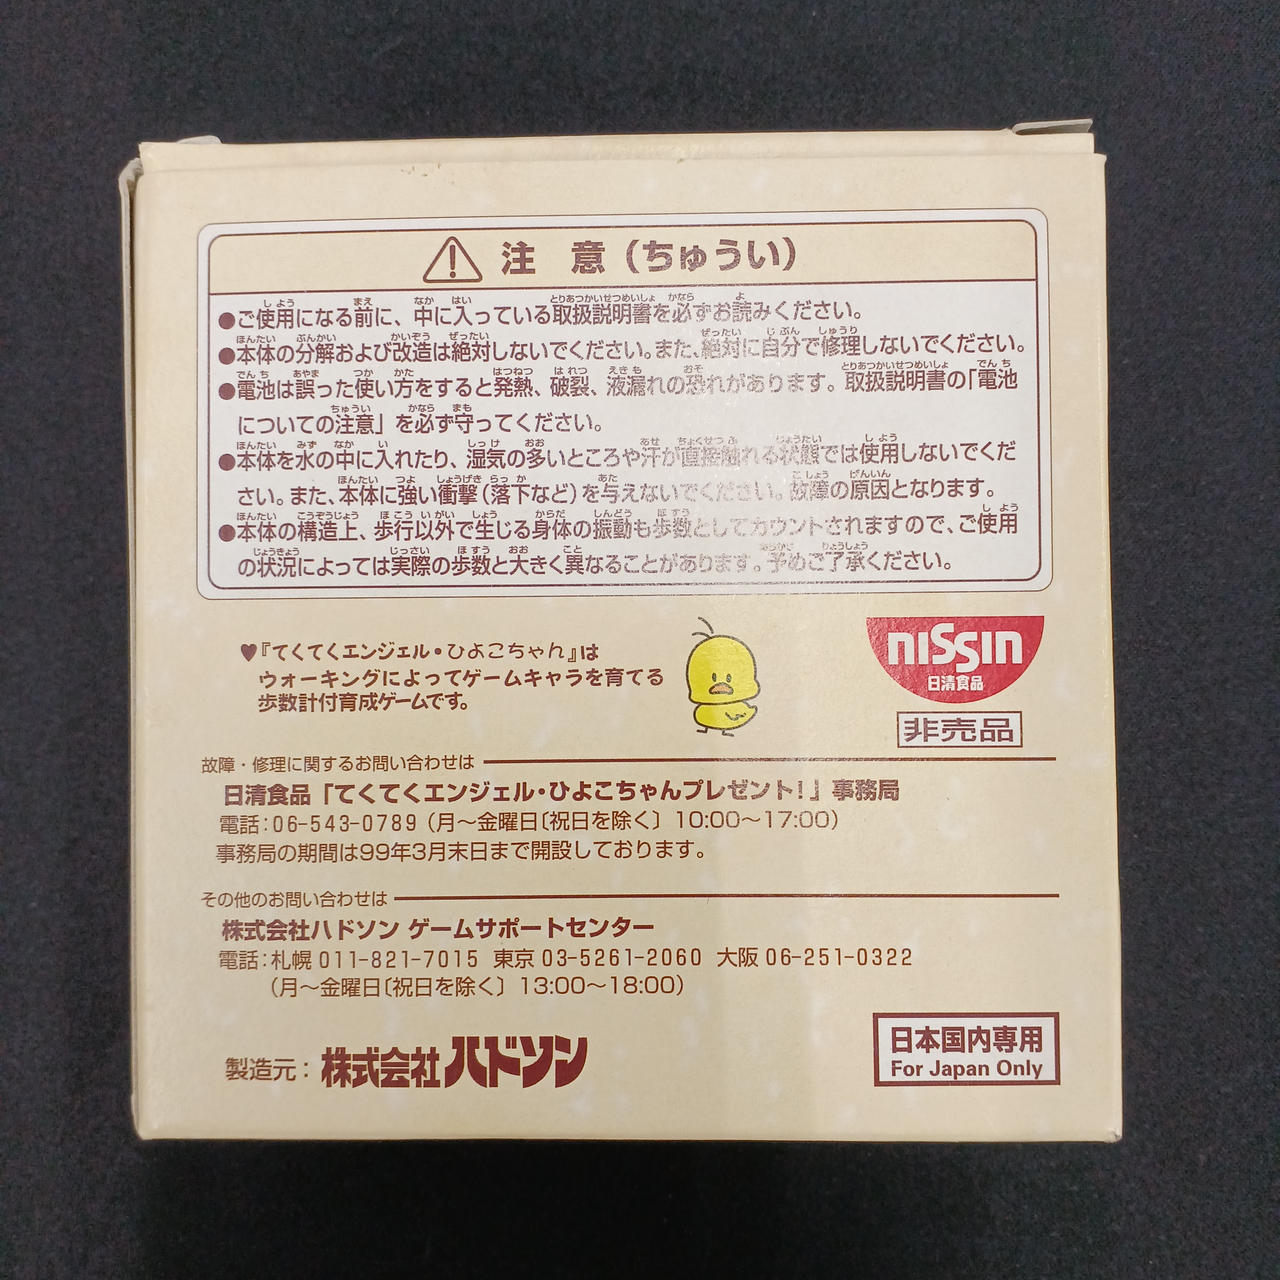 注 意（ちゅうい）
●ご使用になる前に、中に入っている取扱説明書を必ずお読みください。
●本体の分解および改造は絶対しないでください。また、絶対に自分で修理しないでください。
●電池は誤った使い方をすると発熱、破裂、液漏れの恐れがあります。取扱説明書の「電池
についての注意」を必ず守ってください。
●本体を水の中に入れたり、湿気の多いところや汗が直接触れる状態では使用しないでくだ
さい。また、本体に強い衝撃（落下など）を与えないでください。故障の原因となります。
●本体の構造上、歩行以外で生じる身体の振動も歩数としてカウントされますので、ご使用
の状況によっては実際の歩数と大きく異なることがあります。予めご了承ください。
♥『てくてくエンジェル・ひよこちゃん』は
ウォーキングによってゲームキャラを育てる
歩数計付育成ゲームです。
NISSIN
日清食品
非売品
故障・修理に関するお問い合わせは
日清食品「てくてくエンジェル・ひよこちゃんプレゼント！」事務局
電話：06-543-0789（月〜金曜日〔祝日を除く〕10:00〜17:00）
事務局の期間は99年3月末日まで開設しております。
その他のお問い合わせは
株式会社ハドソン ゲームサポートセンター
電話：札幌 011-821-7015 東京 03-5261-2060 大阪 06-251-0322
（月〜金曜日〔祝日を除く〕13:00〜18:00）
製造元：株式会社ハドソン
日本国内専用
For Japan Only